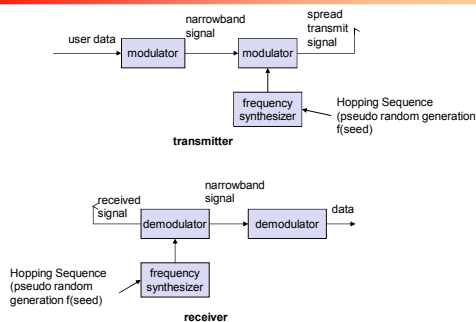 user data
modulator
narrowband
signal
modulator
spread
transmit
signal
frequency
synthesizer
Hopping Sequence
(pseudo random generation
f(seed)
transmitter
received
signal
demodulator
narrowband
signal
demodulator
data
Hopping Sequence
(pseudo random
generation f(seed)
frequency
synthesizer
receiver